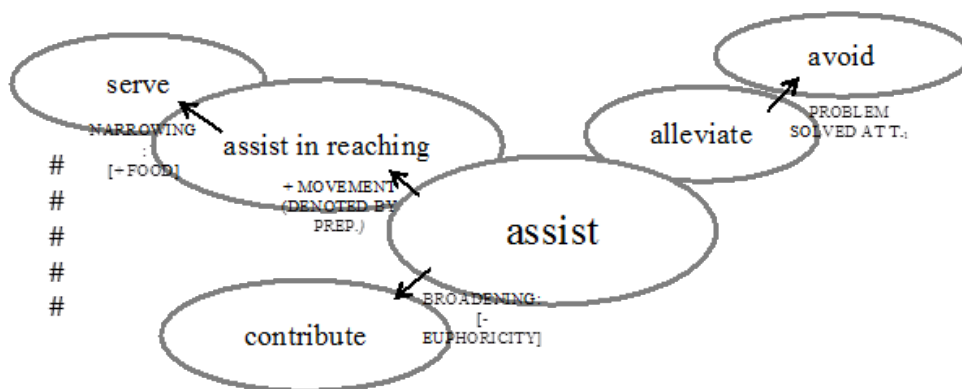 avoid
serve
PROBLEM
SOLVED AT T-1
alleviate
NARROWING
:
[+FOOD]
assist in reaching
+ MOVEMENT
(DENOTED BY
PREP.)
assist
#
#
#
#
#
BROADENING:
[-
EUPHORICITY]
contribute